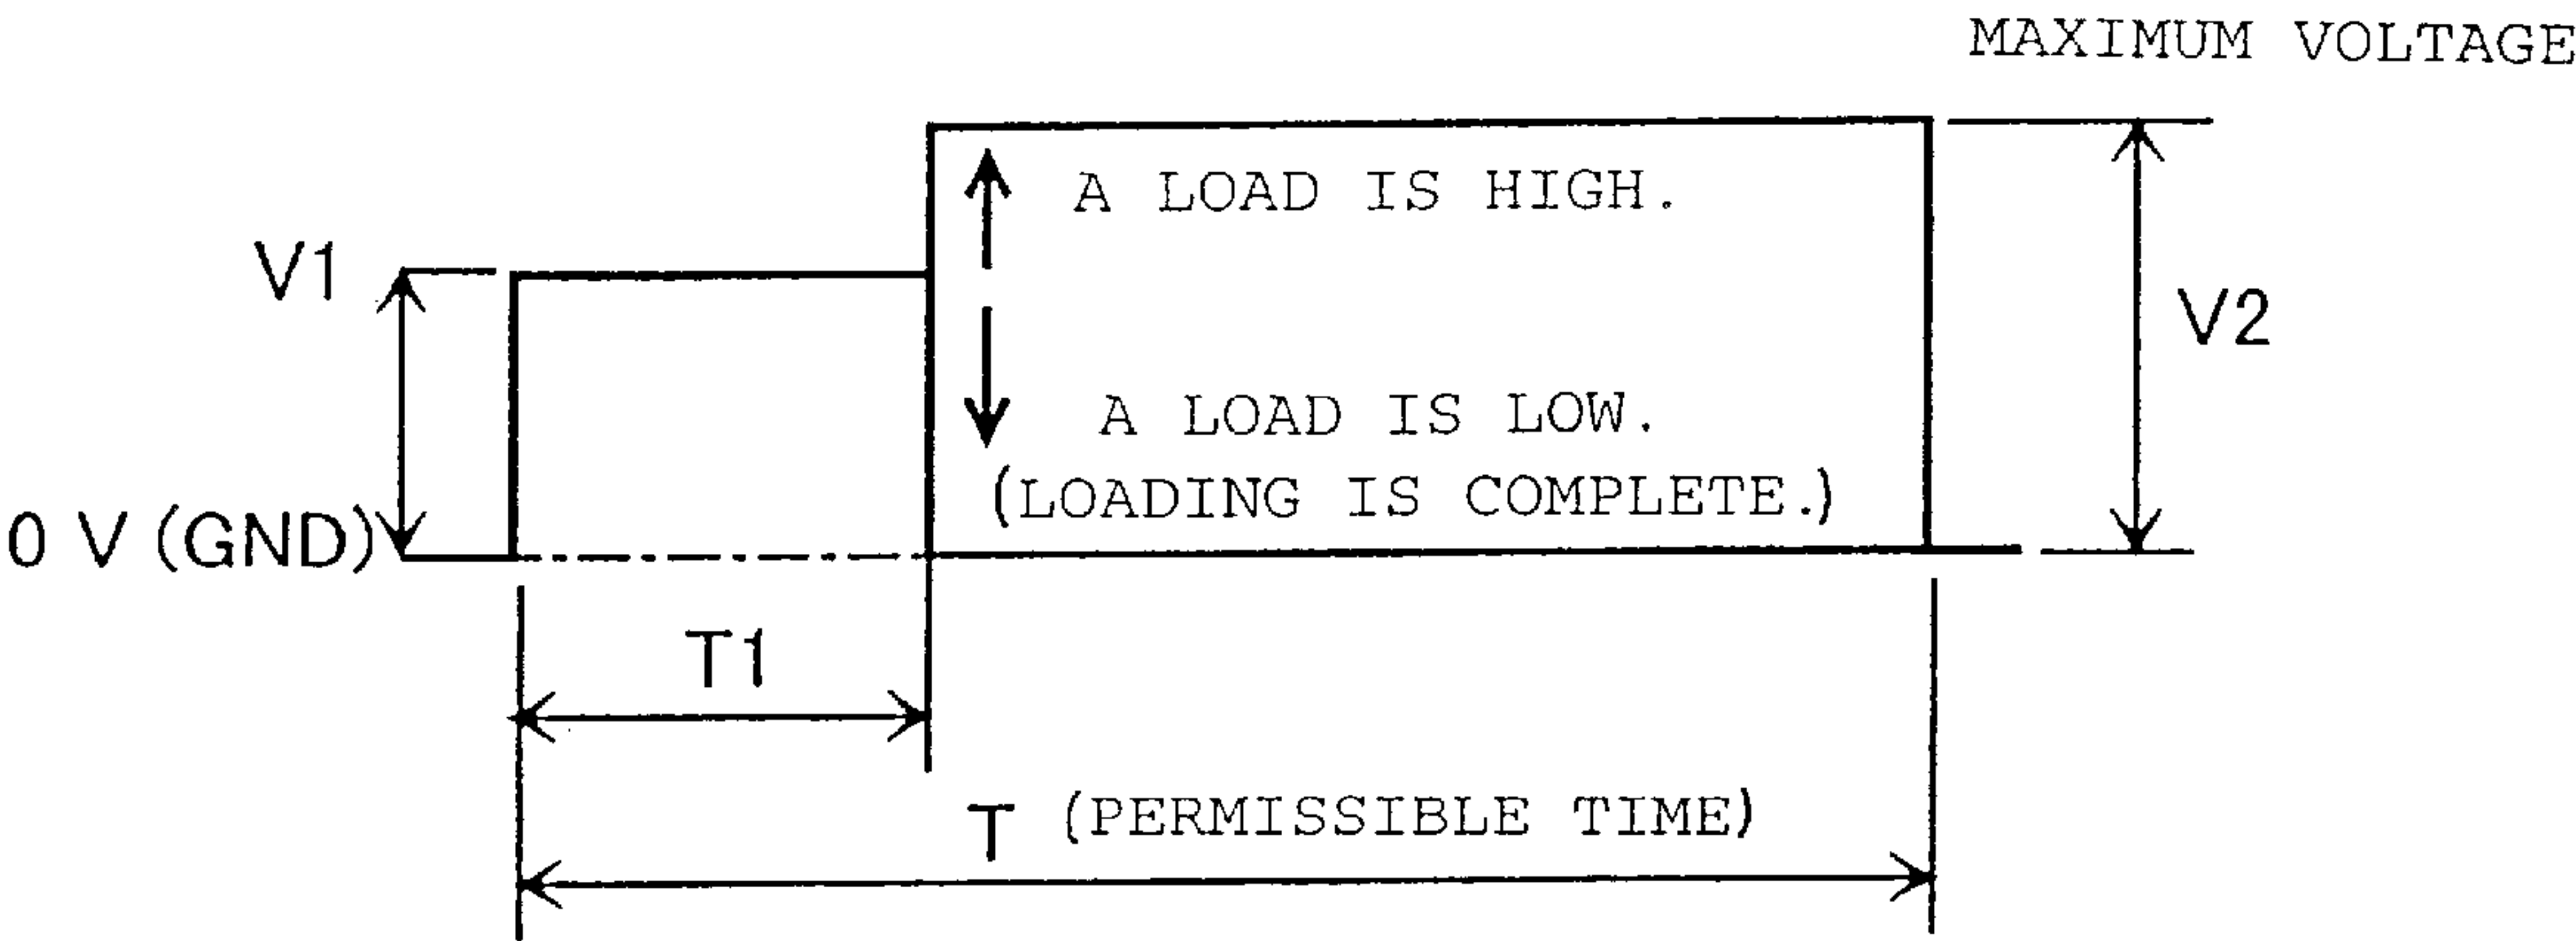 MAXIMUM VOLTAGE
A LOAD IS HIGH.
V1
V2
A LOAD IS LOW.
(LOADING IS COMPLETE.)
0 V (GND)
T1
T (PERMISSIBLE TIME)